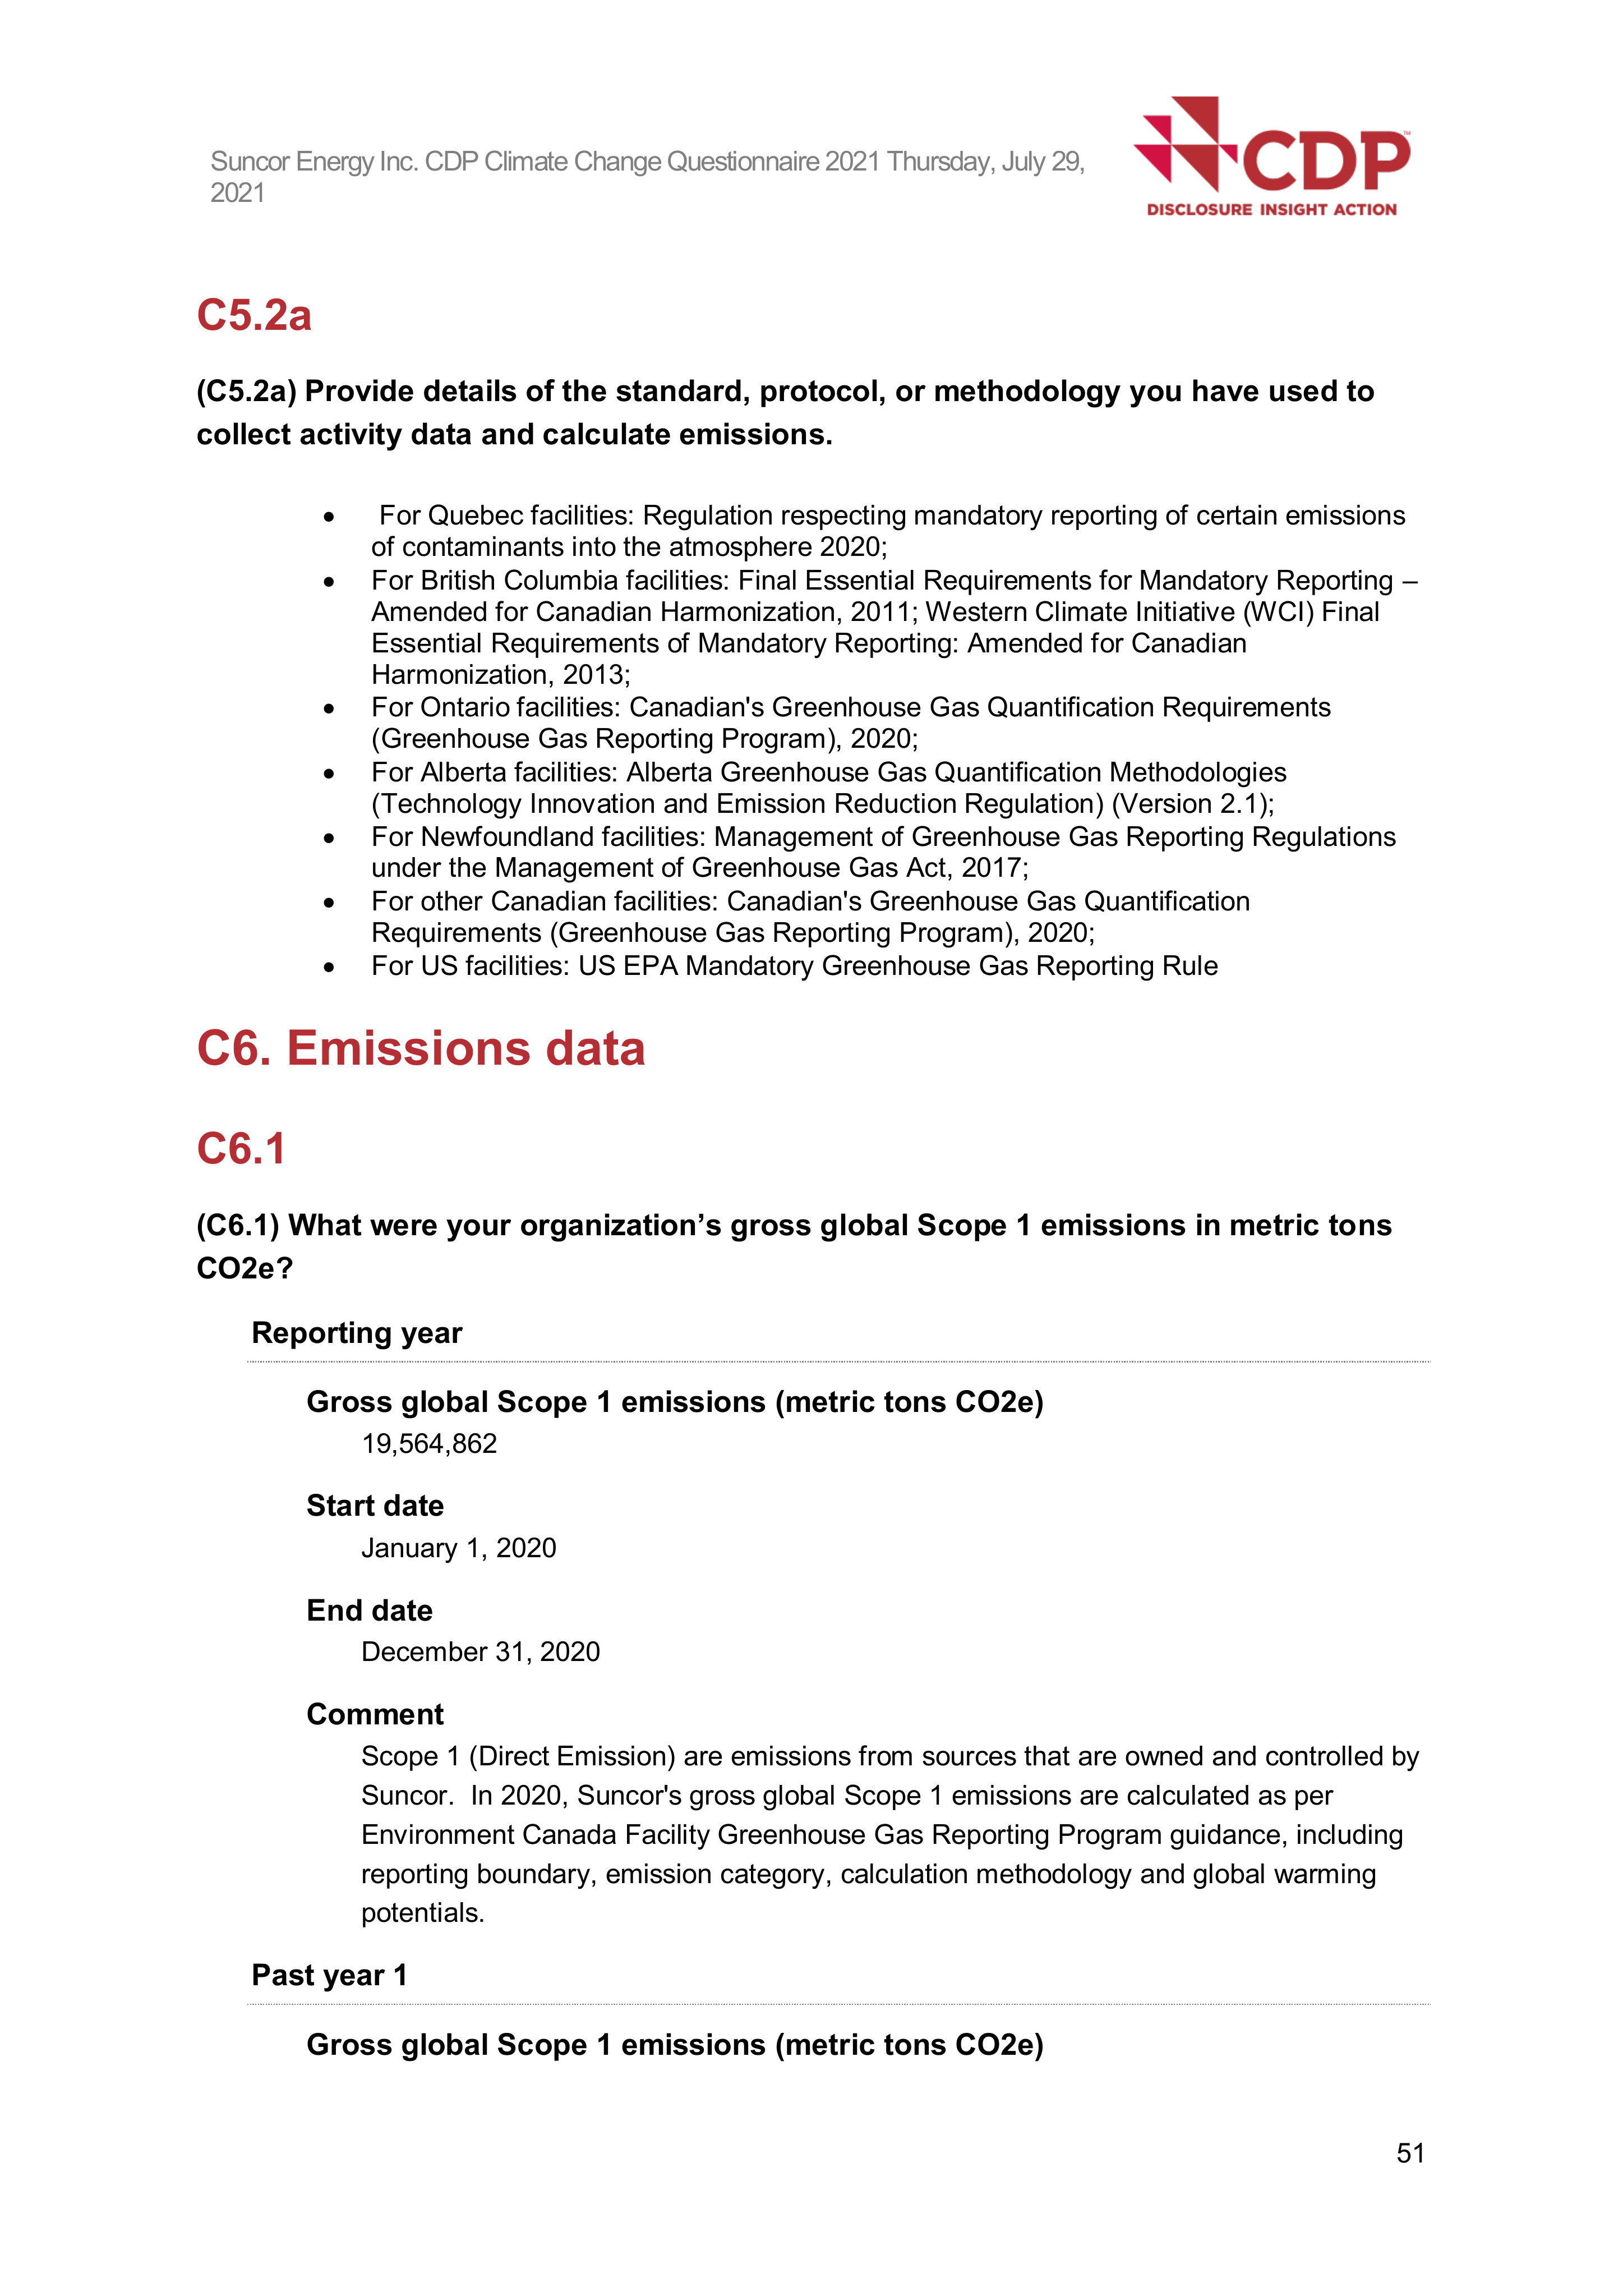 Suncor Energy Inc. CDP Climate Change Questionnaire 2021 Thursday, July 29,
2021
CDP™
DISCLOSURE INSIGHT ACTION
C5.2a
(C5.2a) Provide details of the standard, protocol, or methodology you have used to
collect activity data and calculate emissions.
• For Quebec facilities: Regulation respecting mandatory reporting of certain emissions
of contaminants into the atmosphere 2020;
• For British Columbia facilities: Final Essential Requirements for Mandatory Reporting –
Amended for Canadian Harmonization, 2011; Western Climate Initiative (WCI) Final
Essential Requirements of Mandatory Reporting: Amended for Canadian
Harmonization, 2013;
• For Ontario facilities: Canadian's Greenhouse Gas Quantification Requirements
(Greenhouse Gas Reporting Program), 2020;
• For Alberta facilities: Alberta Greenhouse Gas Quantification Methodologies
(Technology Innovation and Emission Reduction Regulation) (Version 2.1);
• For Newfoundland facilities: Management of Greenhouse Gas Reporting Regulations
under the Management of Greenhouse Gas Act, 2017;
• For other Canadian facilities: Canadian's Greenhouse Gas Quantification
Requirements (Greenhouse Gas Reporting Program), 2020;
• For US facilities: US EPA Mandatory Greenhouse Gas Reporting Rule
C6. Emissions data
C6.1
(C6.1) What were your organization’s gross global Scope 1 emissions in metric tons
CO2e?
Reporting year
Gross global Scope 1 emissions (metric tons CO2e)
19,564,862
Start date
January 1, 2020
End date
December 31, 2020
Comment
Scope 1 (Direct Emission) are emissions from sources that are owned and controlled by
Suncor.  In 2020, Suncor's gross global Scope 1 emissions are calculated as per
Environment Canada Facility Greenhouse Gas Reporting Program guidance, including
reporting boundary, emission category, calculation methodology and global warming
potentials.
Past year 1
Gross global Scope 1 emissions (metric tons CO2e)
51